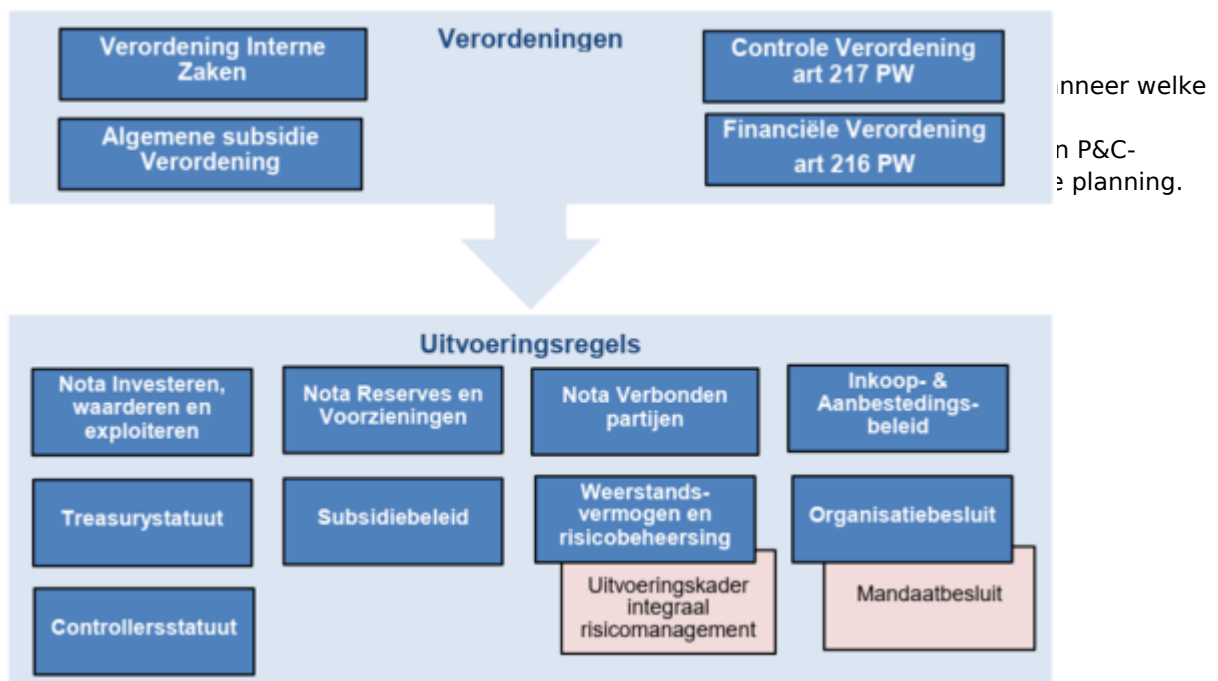 Verordeningen
Verordening Interne
Zaken
Controle Verordening
art 217 PW
Algemene subsidie
Verordening
Financiële Verordening
art 216 PW
welke
P&C-
planning.
Uitvoeringsregels
Nota Investeren,
waarderen en
exploiteren
Nota Reserves en
Voorzieningen
Nota Verbonden
partijen
Inkoop- &
Aanbestedings-
beleid
Treasurystatuut
Subsidiebeleid
Weerstands-
vermogen en
risicobeheersing
Organisatiebesluit
Uitvoeringskader
integraal
risicomanagement
Mandaatbesluit
Controllersstatuut